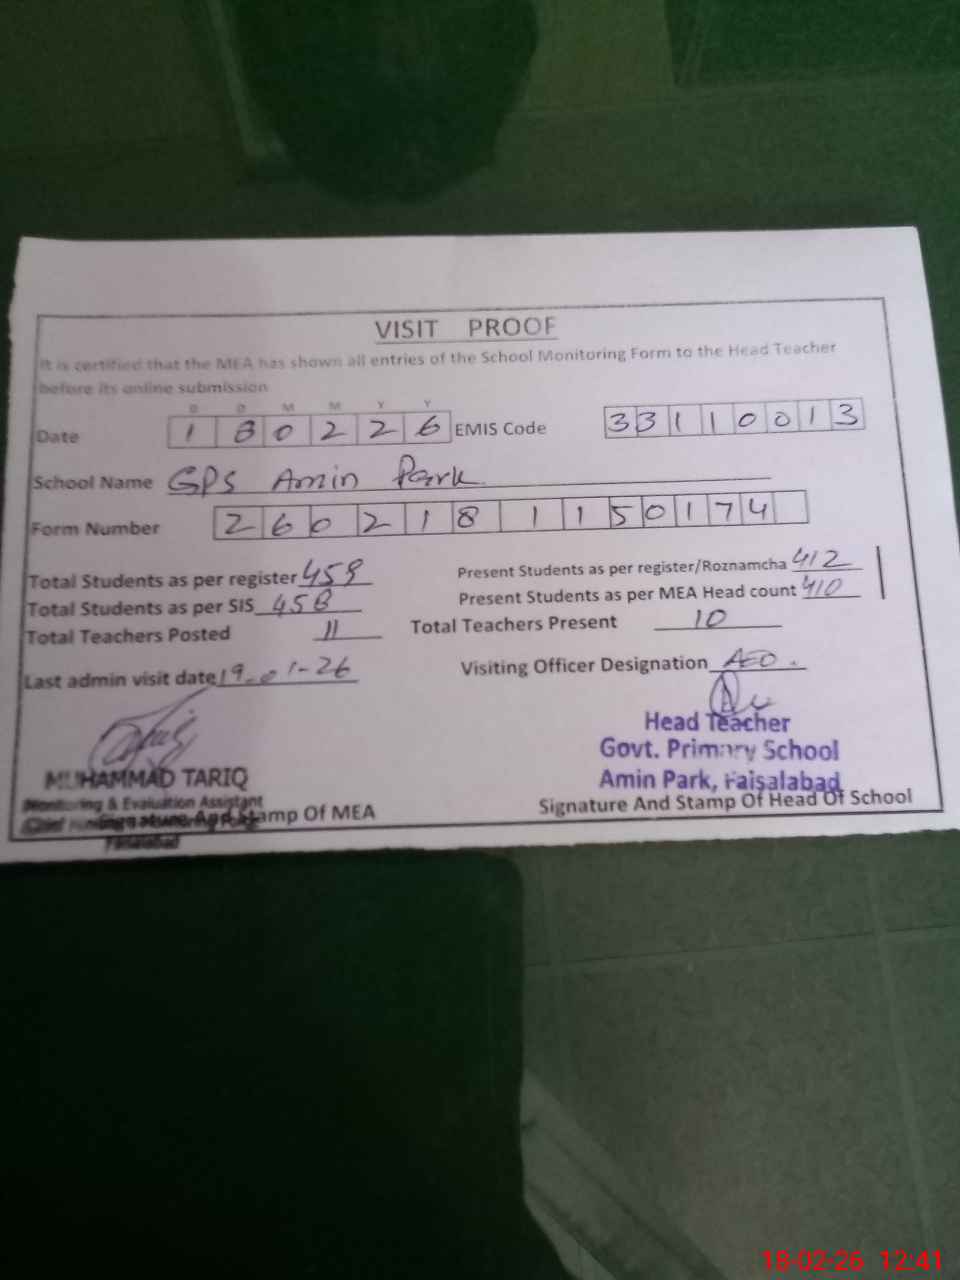 VISIT PROOF
It is certified that the MEA has shown all entries of the School Monitoring Form to the Head Teacher
before its online submission
D D M M Y Y
Date 1 8 0 2 2 6 EMIS Code 3 3 1 1 0 0 1 3
School Name GPS Amin Park
Form Number 2 6 0 2 1 8 1 1 5 0 1 7 4
Total Students as per register 458 Present Students as per register/Roznamcha 412
Total Students as per SIS 458 Present Students as per MEA Head count 410
Total Teachers Posted 11 Total Teachers Present 10
Last admin visit date 19-01-26 Visiting Officer Designation AEO.
Head Teacher
Govt. Primary School
MUHAMMAD TARIQ Amin Park, Faisalabad
Monitoring & Evaluation Assistant
Signature And Stamp Of MEA Signature And Stamp Of Head Of School
Faisalabad
18-02-26 12:41